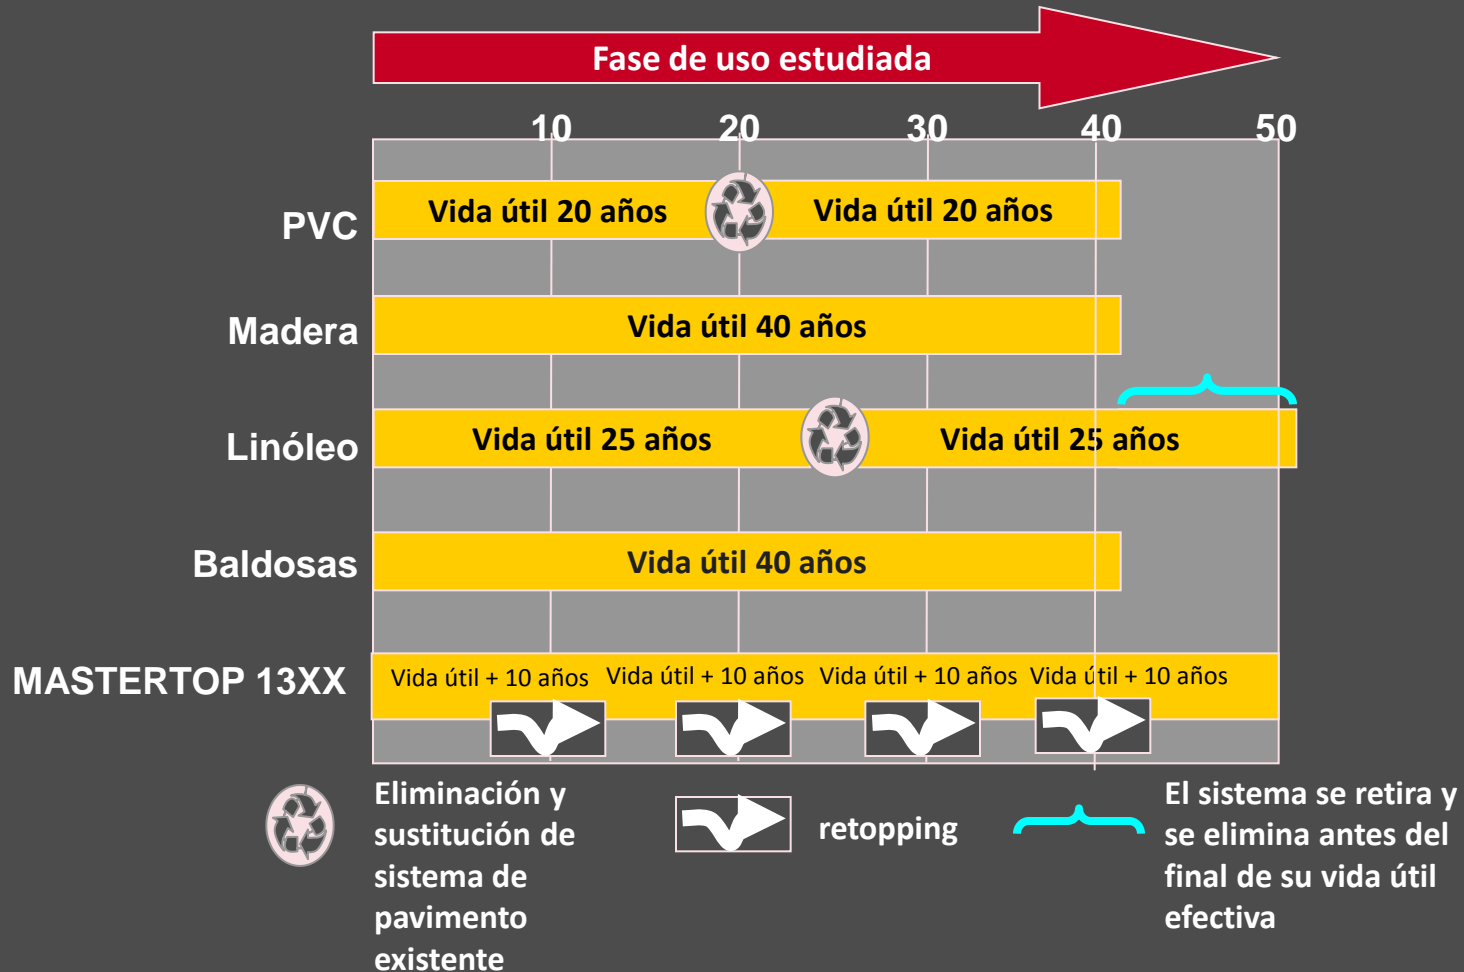 Fase de uso estudiada
10 20 30 40 50
PVC
Vida útil 20 años
Vida útil 20 años
Madera
Vida útil 40 años
Linóleo
Vida útil 25 años
Vida útil 25 años
Baldosas
Vida útil 40 años
MASTERTOP 13XX
Vida útil + 10 años
Vida útil + 10 años
Vida útil + 10 años
Vida útil + 10 años
Eliminación y
sustitución de
sistema de
pavimento
existente
retopping
El sistema se retira y
se elimina antes del
final de su vida útil
efectiva